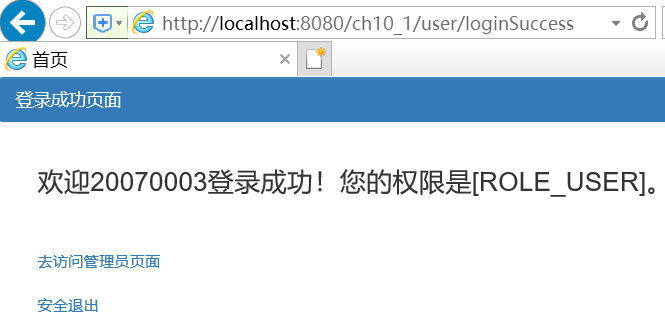 http://localhost:8080/ch10_1/user/loginSuccess
首页
登录成功页面
欢迎20070003登录成功！您的权限是[ROLE_USER]。
去访问管理员页面
安全退出